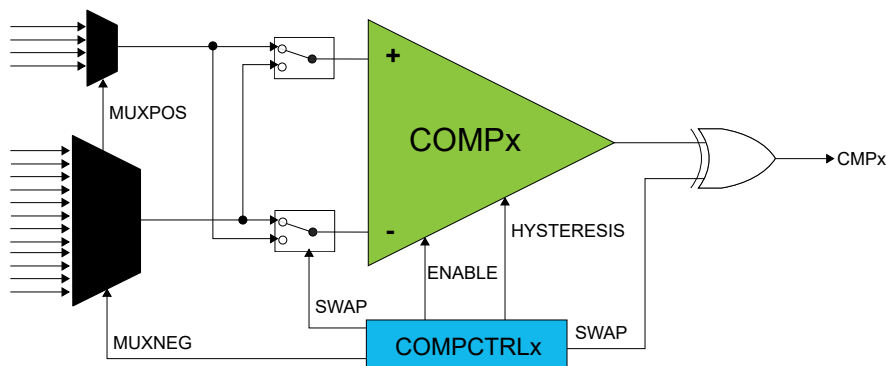 MUXPOS
+
COMPx
CMPx
-
HYSTERESIS
ENABLE
SWAP
SWAP
MUXNEG
COMPCTRLx